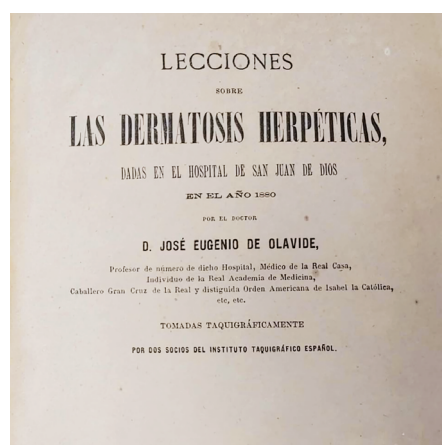 LECCIONES
SOBRE
LAS DERMATOSIS HERPÉTICAS,
DADAS EN EL HOSPITAL DE SAN JUAN DE DIOS
EN EL AÑO 1880
POR EL DOCTOR
D. JOSÉ EUGENIO DE OLAVIDE,
Profesor de número de dicho Hospital, Médico de la Real Casa,
Individuo de la Real Academia de Medicina,
Caballero Gran Cruz de la Real y distiguida Orden Americana de Isabel la Católica,
etc, etc.
TOMADAS TAQUIGRÁFICAMENTE
POR DOS SOCIOS DEL INSTITUTO TAQUIGRÁFICO ESPAÑOL.